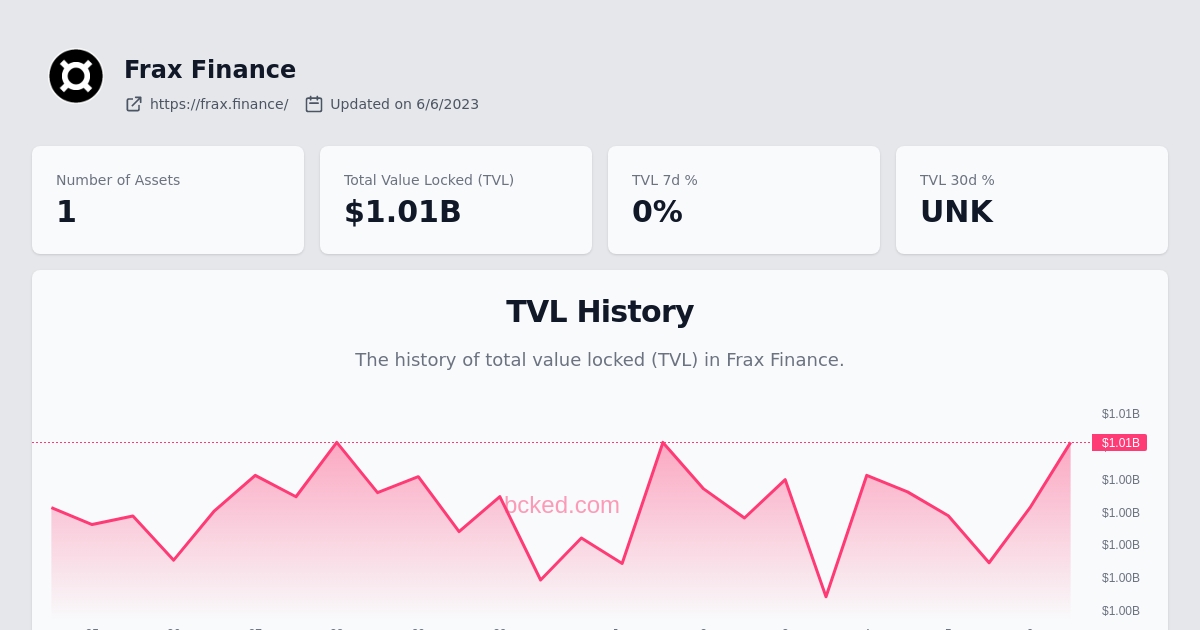 Frax Finance
https://frax.finance/ Updated on 6/6/2023
Number of Assets
1
Total Value Locked (TVL)
$1.01B
TVL 7d %
0%
TVL 30d %
UNK
TVL History
The history of total value locked (TVL) in Frax Finance.
$1.01B
$1.01B
$1.00B
bcked.com
$1.00B
$1.00B
$1.00B
$1.00B